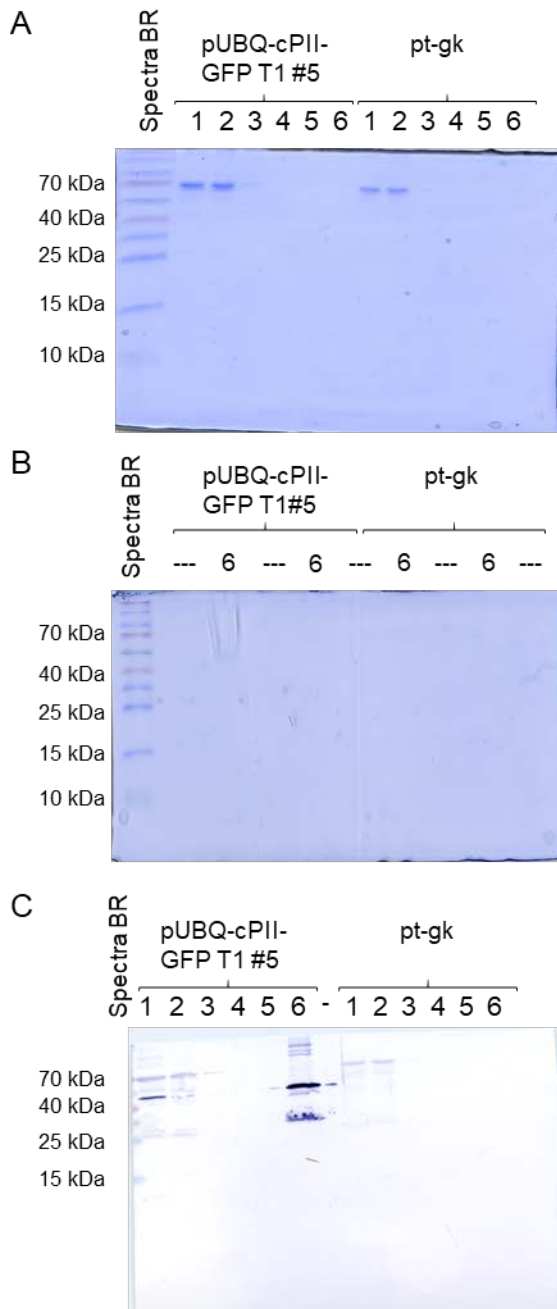 A
Spectra BR
pUBQ-cPII-
GFP T1 #5
pt-gk
1 2 3 4 5 6 1 2 3 4 5 6
70 kDa
40 kDa
25 kDa
15 kDa
10 kDa
B
Spectra BR
pUBQ-cPII-
GFP T1#5
pt-gk
--- 6 --- 6 --- 6 --- 6 ---
70 kDa
40 kDa
25 kDa
15 kDa
10 kDa
C
Spectra BR
pUBQ-cPII-
GFP T1 #5
pt-gk
1 2 3 4 5 6 - 1 2 3 4 5 6
70 kDa
40 kDa
25 kDa
15 kDa